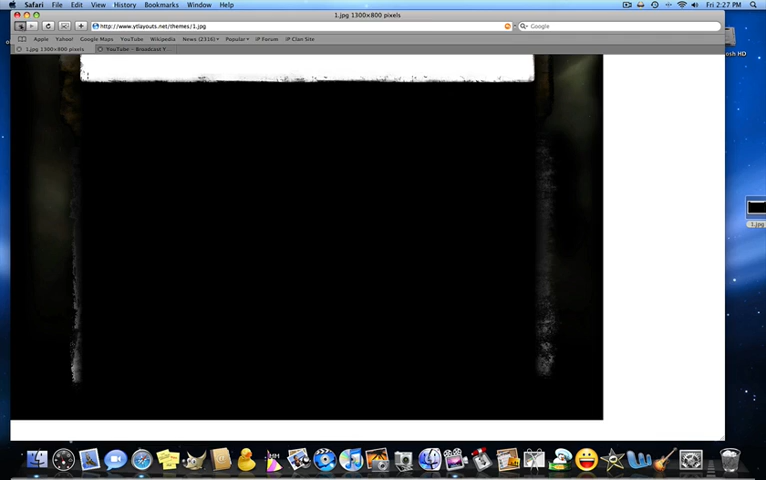 Safari File Edit View History Bookmarks Window Help Fri 2:27 PM
1.jpg 1300×800 pixels
http://www.ytlayouts.net/themes/1.jpg Google
Apple Yahoo! Google Maps YouTube Wikipedia News (2316) Popular iP Forum iP Clan Site
1.jpg 1300×800 pixels YouTube – Broadcast Y...
osh HD
1.jpg